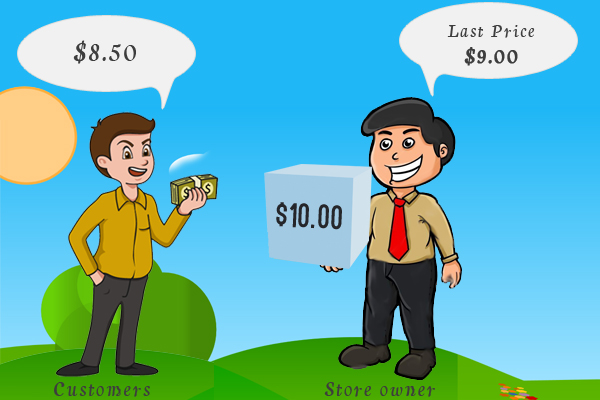 $8.50
Last Price
$9.00
$10.00
Customers
Store owner